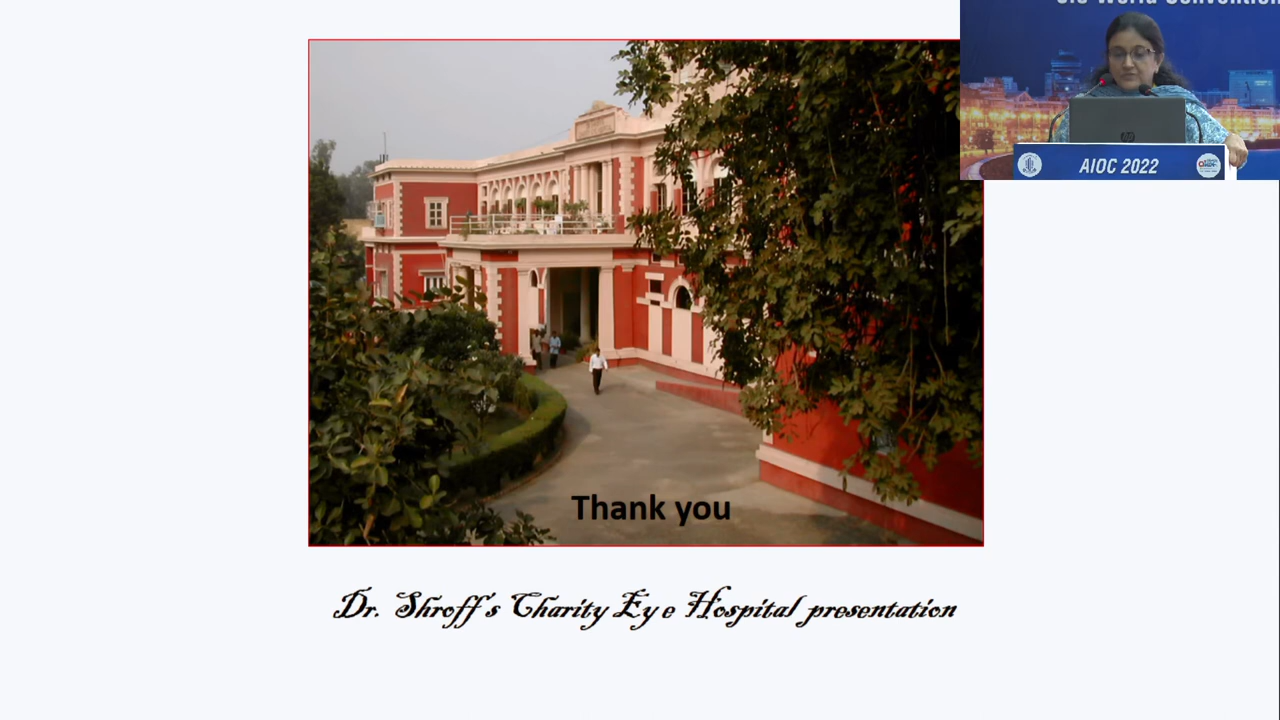 AIOC 2022
Thank you
Dr. Shroff's Charity Eye Hospital presentation